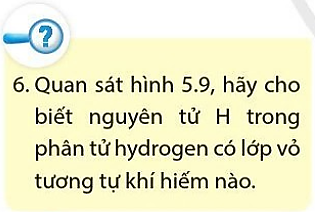 ?
6. Quan sát hình 5.9, hãy cho
biết nguyên tử H trong
phân tử hydrogen có lớp vỏ
tương tự khí hiếm nào.